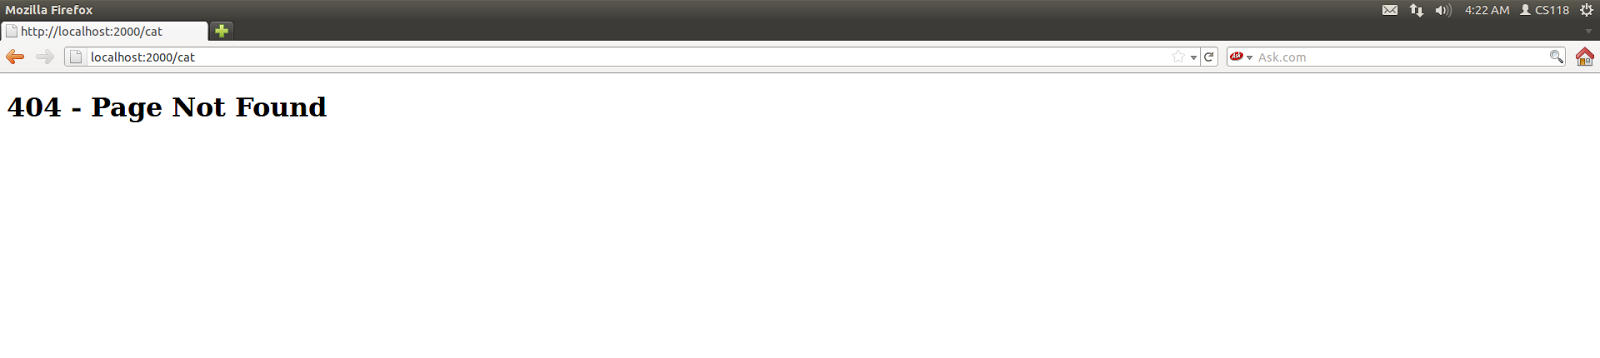 Mozilla Firefox
4:22 AM CS118
http://localhost:2000/cat
localhost:2000/cat
Ask.com
404 - Page Not Found